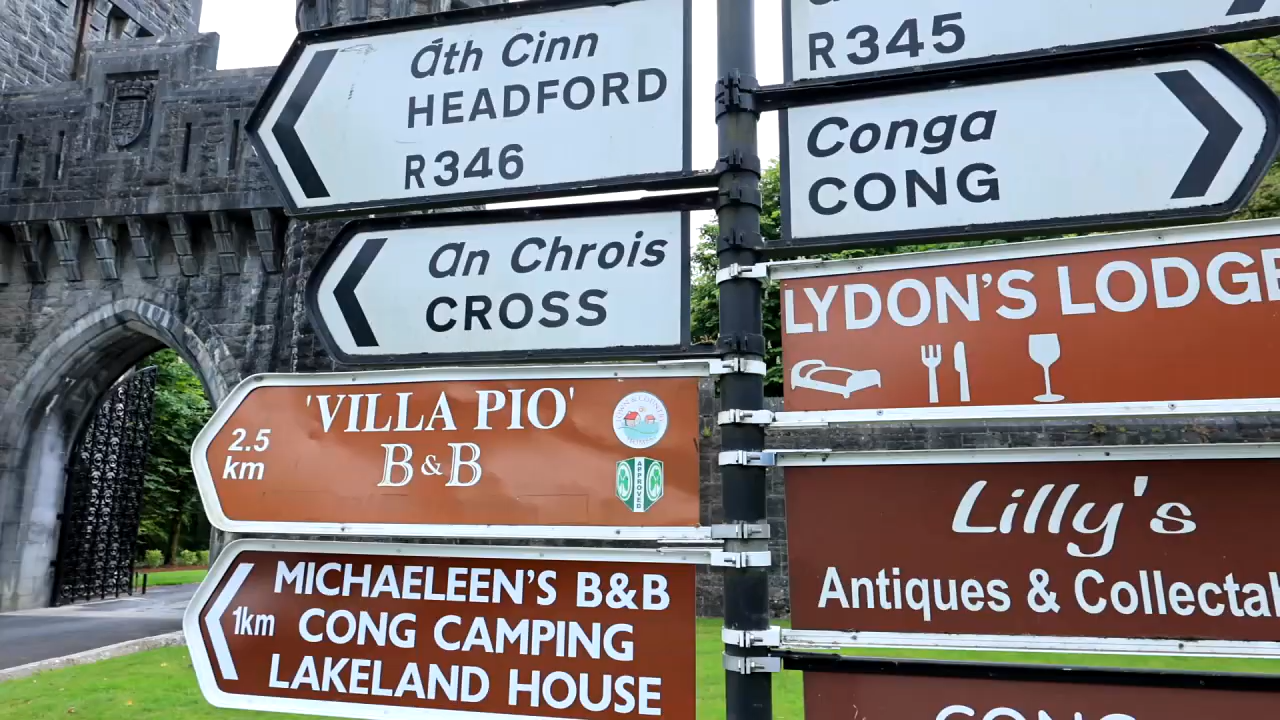 Áth Cinn
HEADFORD
R346
An Chrois
CROSS
'VILLA PIO'
B&B
2.5
km
APPROVED
MICHAELEEN'S B&B
1km
CONG CAMPING
LAKELAND HOUSE
R345
Conga
CONG
LYDON'S LODGE
Lilly's
Antiques &
CONG